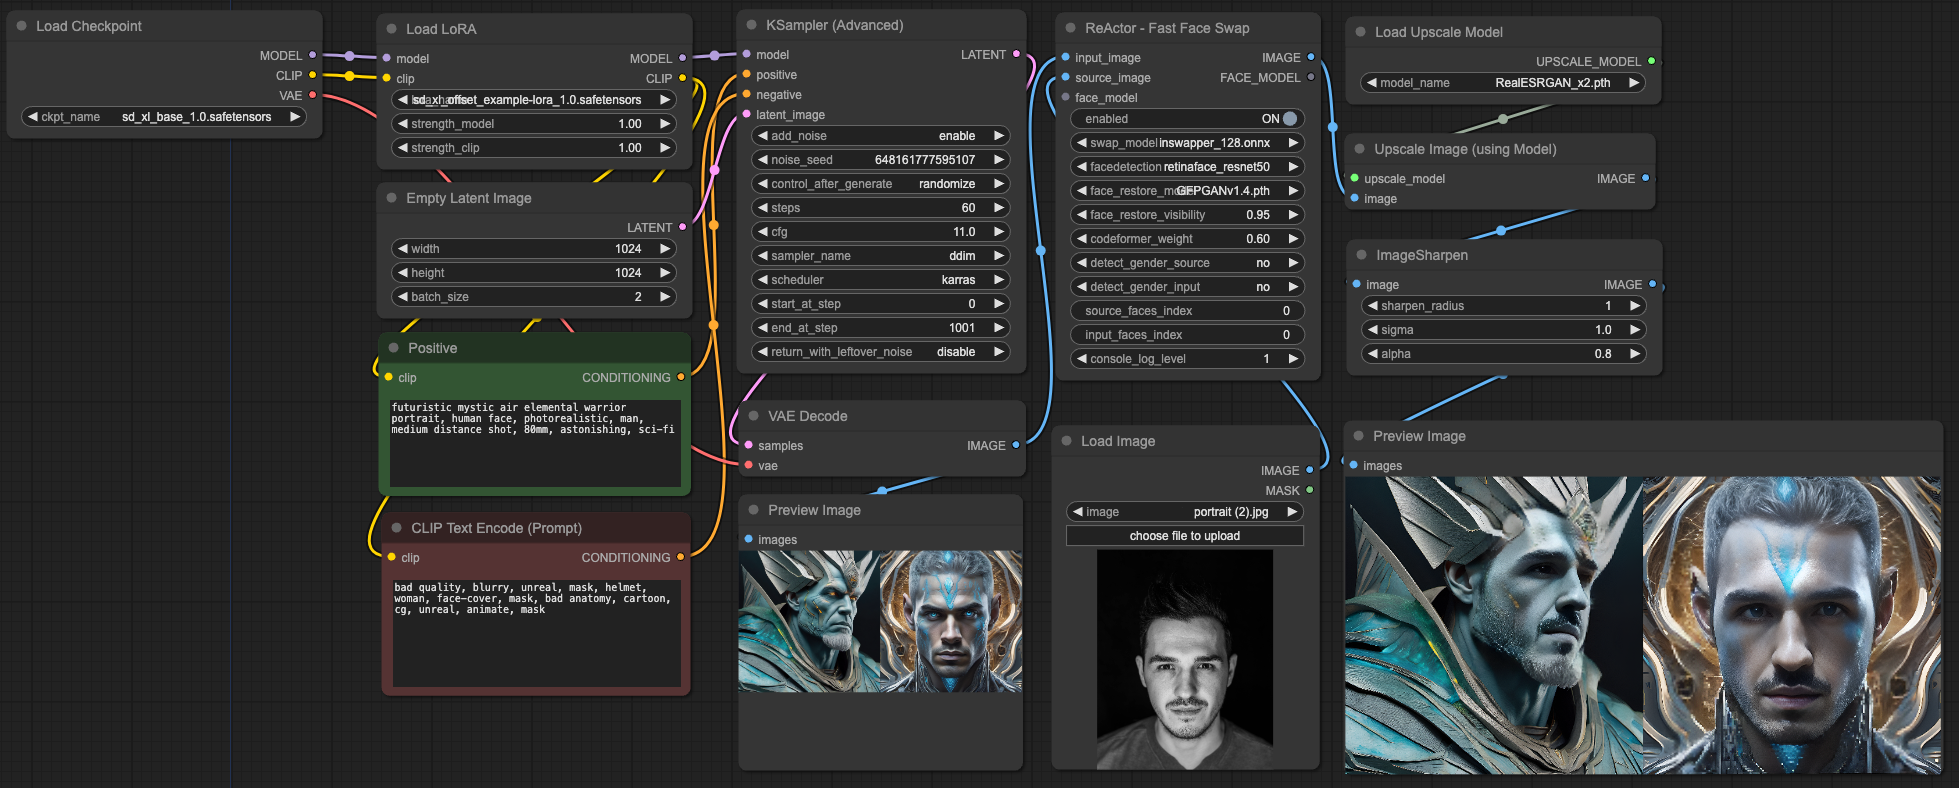 Load Checkpoint
MODEL
CLIP
VAE
ckpt_name sd_xl_base_1.0.safetensors
Load LoRA
model MODEL
clip CLIP
sd_xl_offset_example-lora_1.0.safetensors
strength_model 1.00
strength_clip 1.00
Empty Latent Image
LATENT
width 1024
height 1024
batch_size 2
Positive
clip CONDITIONING
futuristic mystic air elemental warrior
portrait, human face, photorealistic, man,
medium distance shot, 80mm, astonishing, sci-fi
CLIP Text Encode (Prompt)
clip CONDITIONING
bad quality, blurry, unreal, mask, helmet,
woman, face-cover, mask, bad anatomy, cartoon,
cg, unreal, animate, mask
KSampler (Advanced)
model LATENT
positive
negative
latent_image
add_noise enable
noise_seed 648161777595107
control_after_generate randomize
steps 60
cfg 11.0
sampler_name ddim
scheduler karras
start_at_step 0
end_at_step 1001
return_with_leftover_noise disable
VAE Decode
samples IMAGE
vae
Preview Image
images
ReActor - Fast Face Swap
input_image IMAGE
source_image FACE_MODEL
face_model
enabled ON
swap_model inswapper_128.onnx
facedetection retinaface_resnet50
GFPGANv1.4.pth
face_restore_visibility 0.95
codeformer_weight 0.60
detect_gender_source no
detect_gender_input no
source_faces_index 0
input_faces_index 0
console_log_level 1
Load Image
IMAGE
MASK
image portrait (2).jpg
choose file to upload
Load Upscale Model
UPSCALE_MODEL
model_name RealESRGAN_x2.pth
Upscale Image (using Model)
upscale_model IMAGE
image
ImageSharpen
image IMAGE
sharpen_radius 1
sigma 1.0
alpha 0.8
Preview Image
images